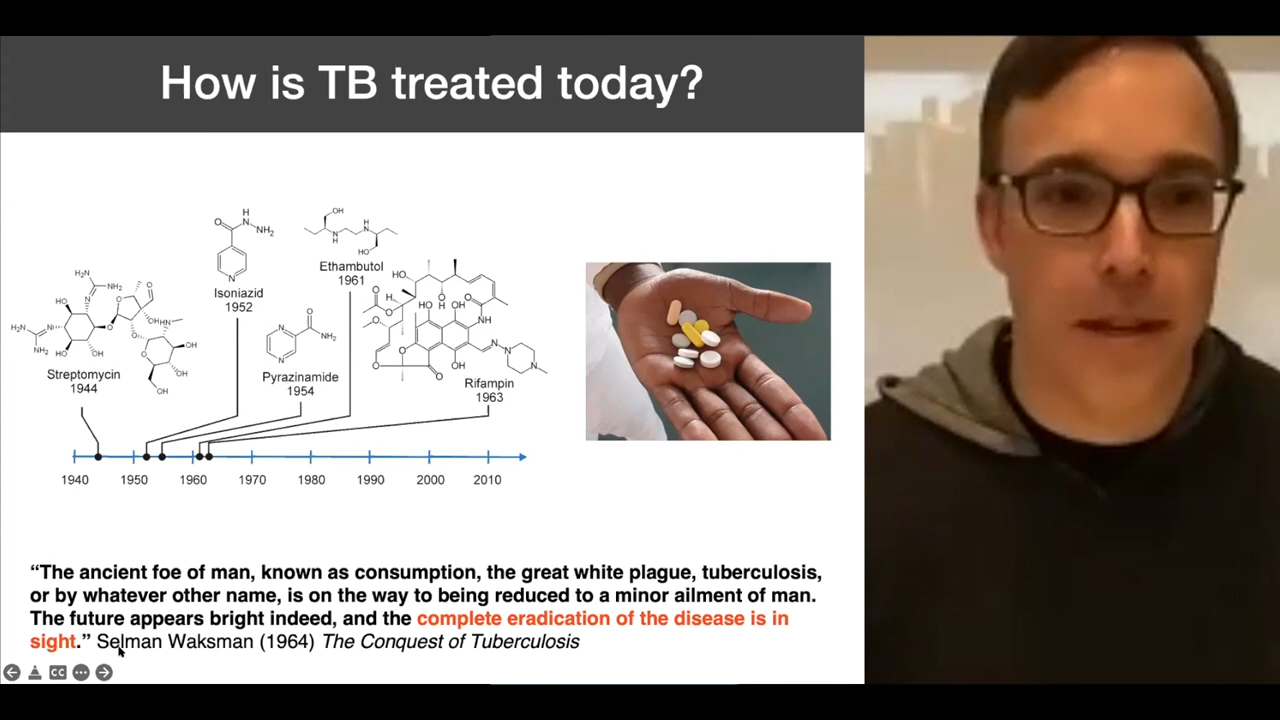 How is TB treated today?
H
O
N
NH2
N
Isoniazid
1952
OH
N
H
H
N
HO
Ethambutol
1961
H2N
NH2
N
HO
O
H2N
N
NH2
HO
OH
O
OH
O
NH
O
OH
HO
OH
OH
Streptomycin
1944
N
O
NH2
N
Pyrazinamide
1954
HO
O
H
O
O
O
OH
OH
O
NH
N
N
N
OH
O
O
O
Rifampin
1963
1940 1950 1960 1970 1980 1990 2000 2010
“The ancient foe of man, known as consumption, the great white plague, tuberculosis,
or by whatever other name, is on the way to being reduced to a minor ailment of man.
The future appears bright indeed, and the complete eradication of the disease is in
sight.” Selman Waksman (1964) The Conquest of Tuberculosis
CC